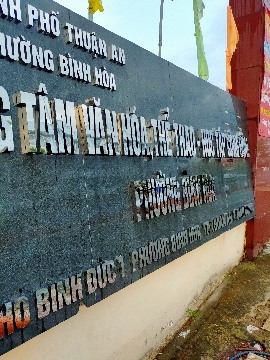 NH PHỐ THUẬN AN
HƯỜNG BÌNH HÒA
G TÂM VĂN HÓA THỂ THAO -
PHƯỜNG BÌNH HÒA
HỐ BÌNH ĐỨC 1, PHƯỜNG BÌNH HÒA,